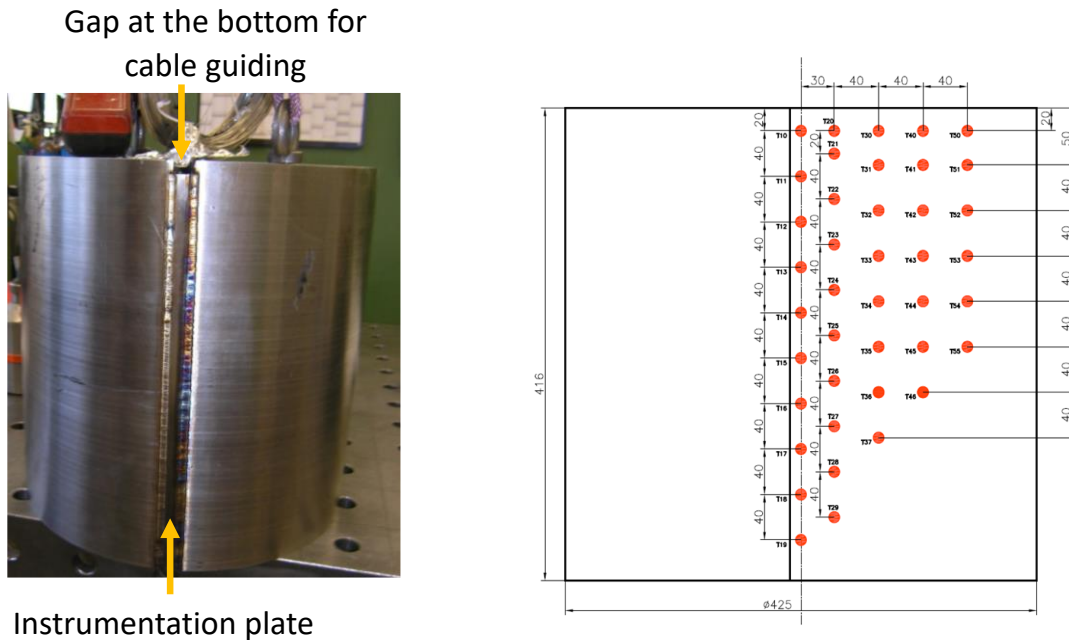 Gap at the bottom for
cable guiding
Instrumentation plate
30 40 40 40
20 T20 20
T10 T30 T40 T50 50
20 T21
40
T31 T41 T51
T11 40 40
T22
40 T32 T42 T52
T12 40 40
T23
40 T33 T43 T53
T13 40 40
T24
40 T34 T44 T54
T14 40 40
T25
40 T35 T45 T55
T15 40 40
T26
416 40 T36 T46
T16 40 40
T27
40 T37
T17 40
T28
40
T18 40
T29
40
T19
ø425